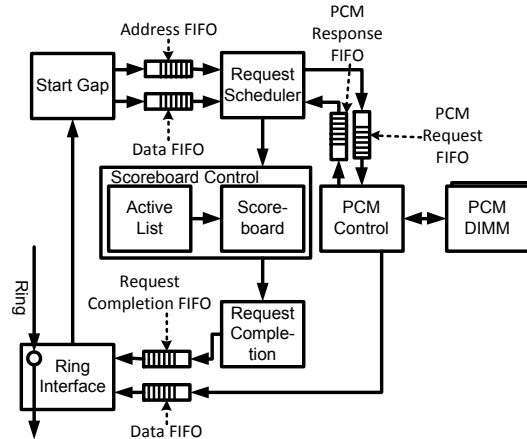 Address FIFO
PCM
Response
FIFO
Start Gap
Request
Scheduler
Data FIFO
PCM
Request
FIFO
Scoreboard Control
Active
List
Score-
board
PCM
Control
PCM
DIMM
Request
Completion FIFO
Ring
Request
Comple-
tion
Ring
Interface
Data FIFO